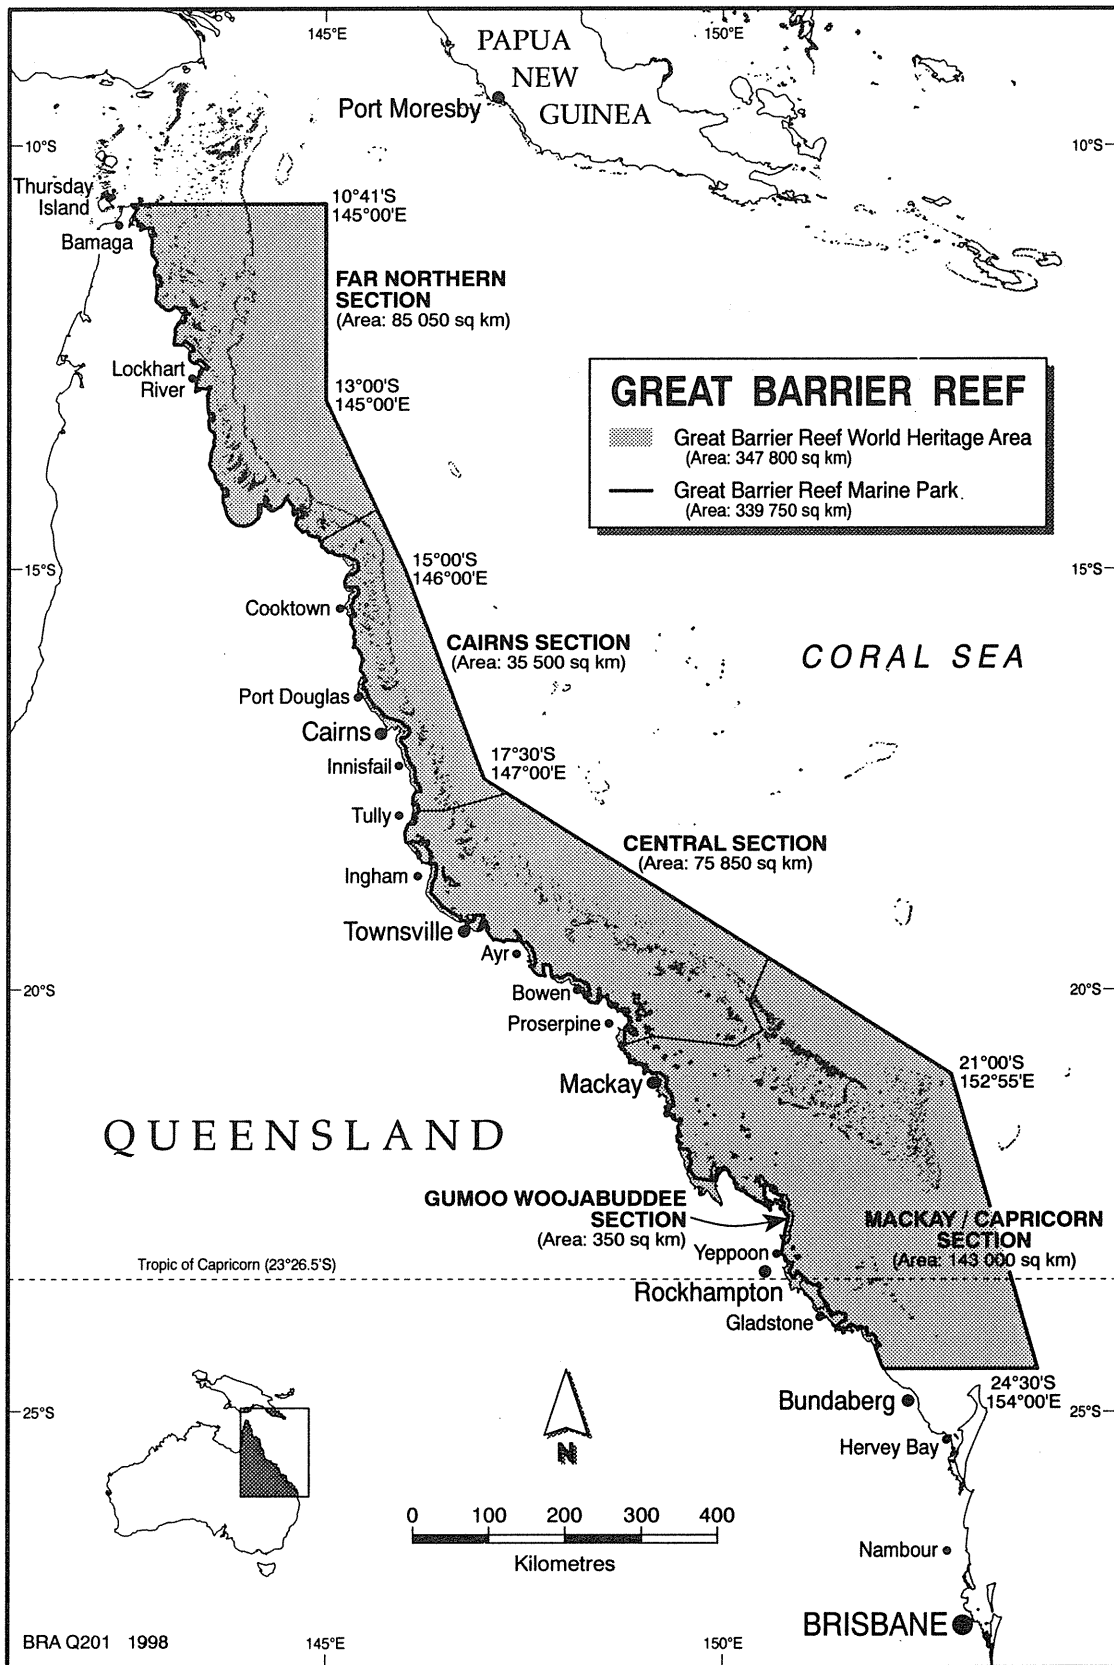 145°E
150°E
PAPUA
NEW
GUINEA
Port Moresby
10°S
10°S
Thursday
Island
Bamaga
10°41'S
145°00'E
FAR NORTHERN
SECTION
(Area: 85 050 sq km)
Lockhart
River
13°00'S
145°00'E
GREAT BARRIER REEF
Great Barrier Reef World Heritage Area
(Area: 347 800 sq km)
Great Barrier Reef Marine Park
(Area: 339 750 sq km)
15°S
15°00'S
146°00'E
15°S
Cooktown
CAIRNS SECTION
(Area: 35 500 sq km)
CORAL SEA
Port Douglas
Cairns
Innisfail
17°30'S
147°00'E
Tully
CENTRAL SECTION
(Area: 75 850 sq km)
Ingham
Townsville
Ayr
20°S
Bowen
20°S
Proserpine
Mackay
21°00'S
152°55'E
QUEENSLAND
GUMOO WOOJABUDDEE
SECTION
(Area: 350 sq km)
MACKAY / CAPRICORN
SECTION
(Area: 143 000 sq km)
Yeppoon
Tropic of Capricorn (23°26.5'S)
Rockhampton
Gladstone
24°30'S
154°00'E
Bundaberg
25°S
25°S
Hervey Bay
N
0 100 200 300 400
Kilometres
Nambour
BRISBANE
BRA Q201 1998
145°E
150°E